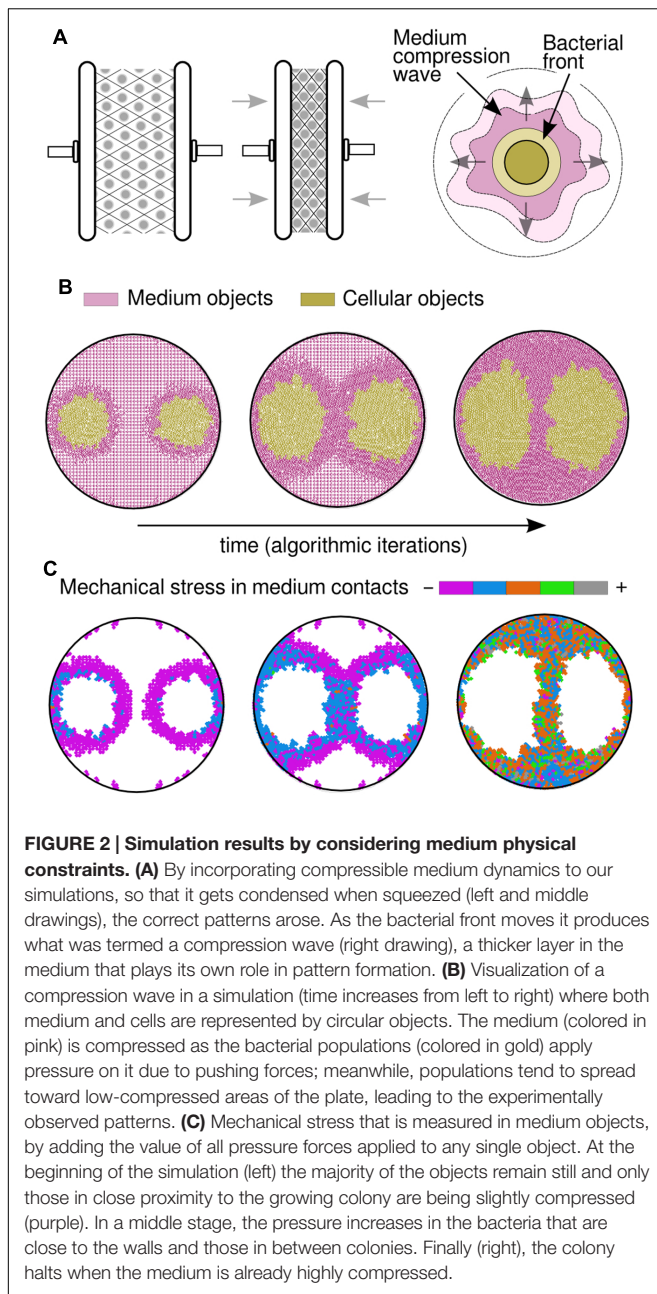 A
Medium
compression
wave
Bacterial
front
B
Medium objects
Cellular objects
time (algorithmic iterations)
C
Mechanical stress in medium contacts
− +
FIGURE 2 | Simulation results by considering medium physical
constraints. (A) By incorporating compressible medium dynamics to our
simulations, so that it gets condensed when squeezed (left and middle
drawings), the correct patterns arose. As the bacterial front moves it produces
what was termed a compression wave (right drawing), a thicker layer in the
medium that plays its own role in pattern formation. (B) Visualization of a
compression wave in a simulation (time increases from left to right) where both
medium and cells are represented by circular objects. The medium (colored in
pink) is compressed as the bacterial populations (colored in gold) apply
pressure on it due to pushing forces; meanwhile, populations tend to spread
toward low-compressed areas of the plate, leading to the experimentally
observed patterns. (C) Mechanical stress that is measured in medium objects,
by adding the value of all pressure forces applied to any single object. At the
beginning of the simulation (left) the majority of the objects remain still and only
those in close proximity to the growing colony are being slightly compressed
(purple). In a middle stage, the pressure increases in the bacteria that are
close to the walls and those in between colonies. Finally (right), the colony
halts when the medium is already highly compressed.